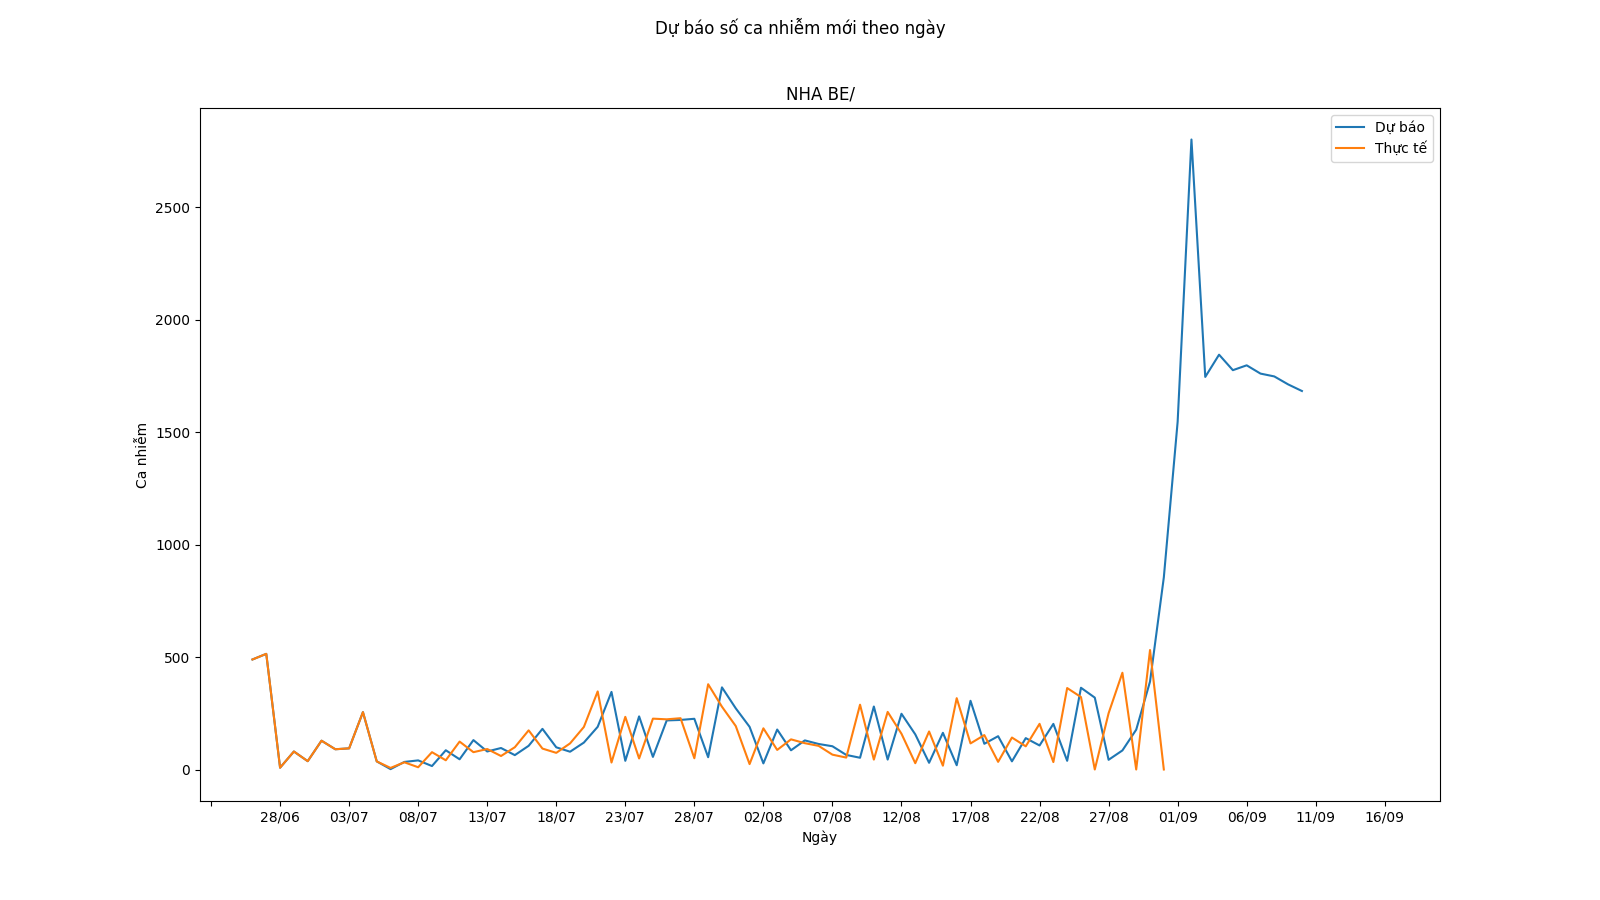 Dự báo số ca nhiễm mới theo ngày
NHA BE/
Dự báo
Thực tế
2500
2000
1500
1000
500
0
Ca nhiễm
28/06 03/07 08/07 13/07 18/07 23/07 28/07 02/08 07/08 12/08 17/08 22/08 27/08 01/09 06/09 11/09 16/09
Ngày